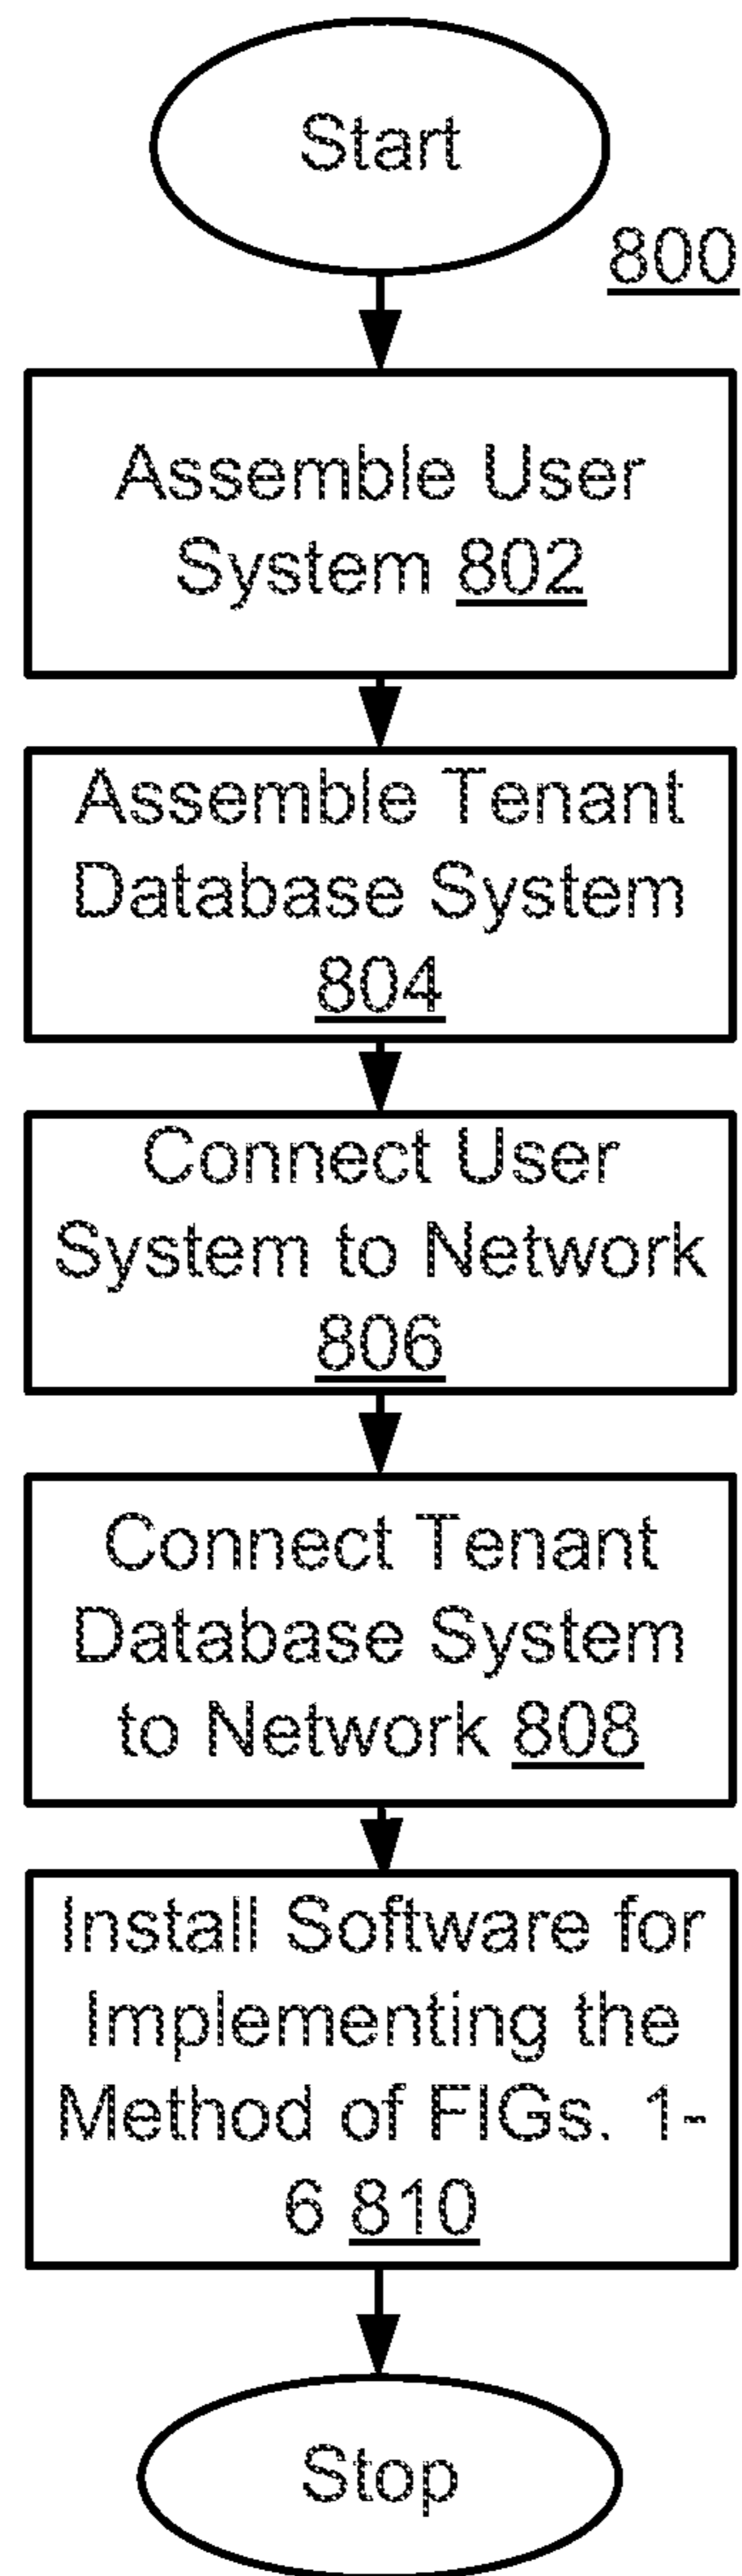 Start
800
Assemble User
System 802
Assemble Tenant
Database System
804
Connect User
System to Network
806
Connect Tenant
Database System
to Network 808
Install Software for
Implementing the
Method of FIGs. 1-
6 810
Stop